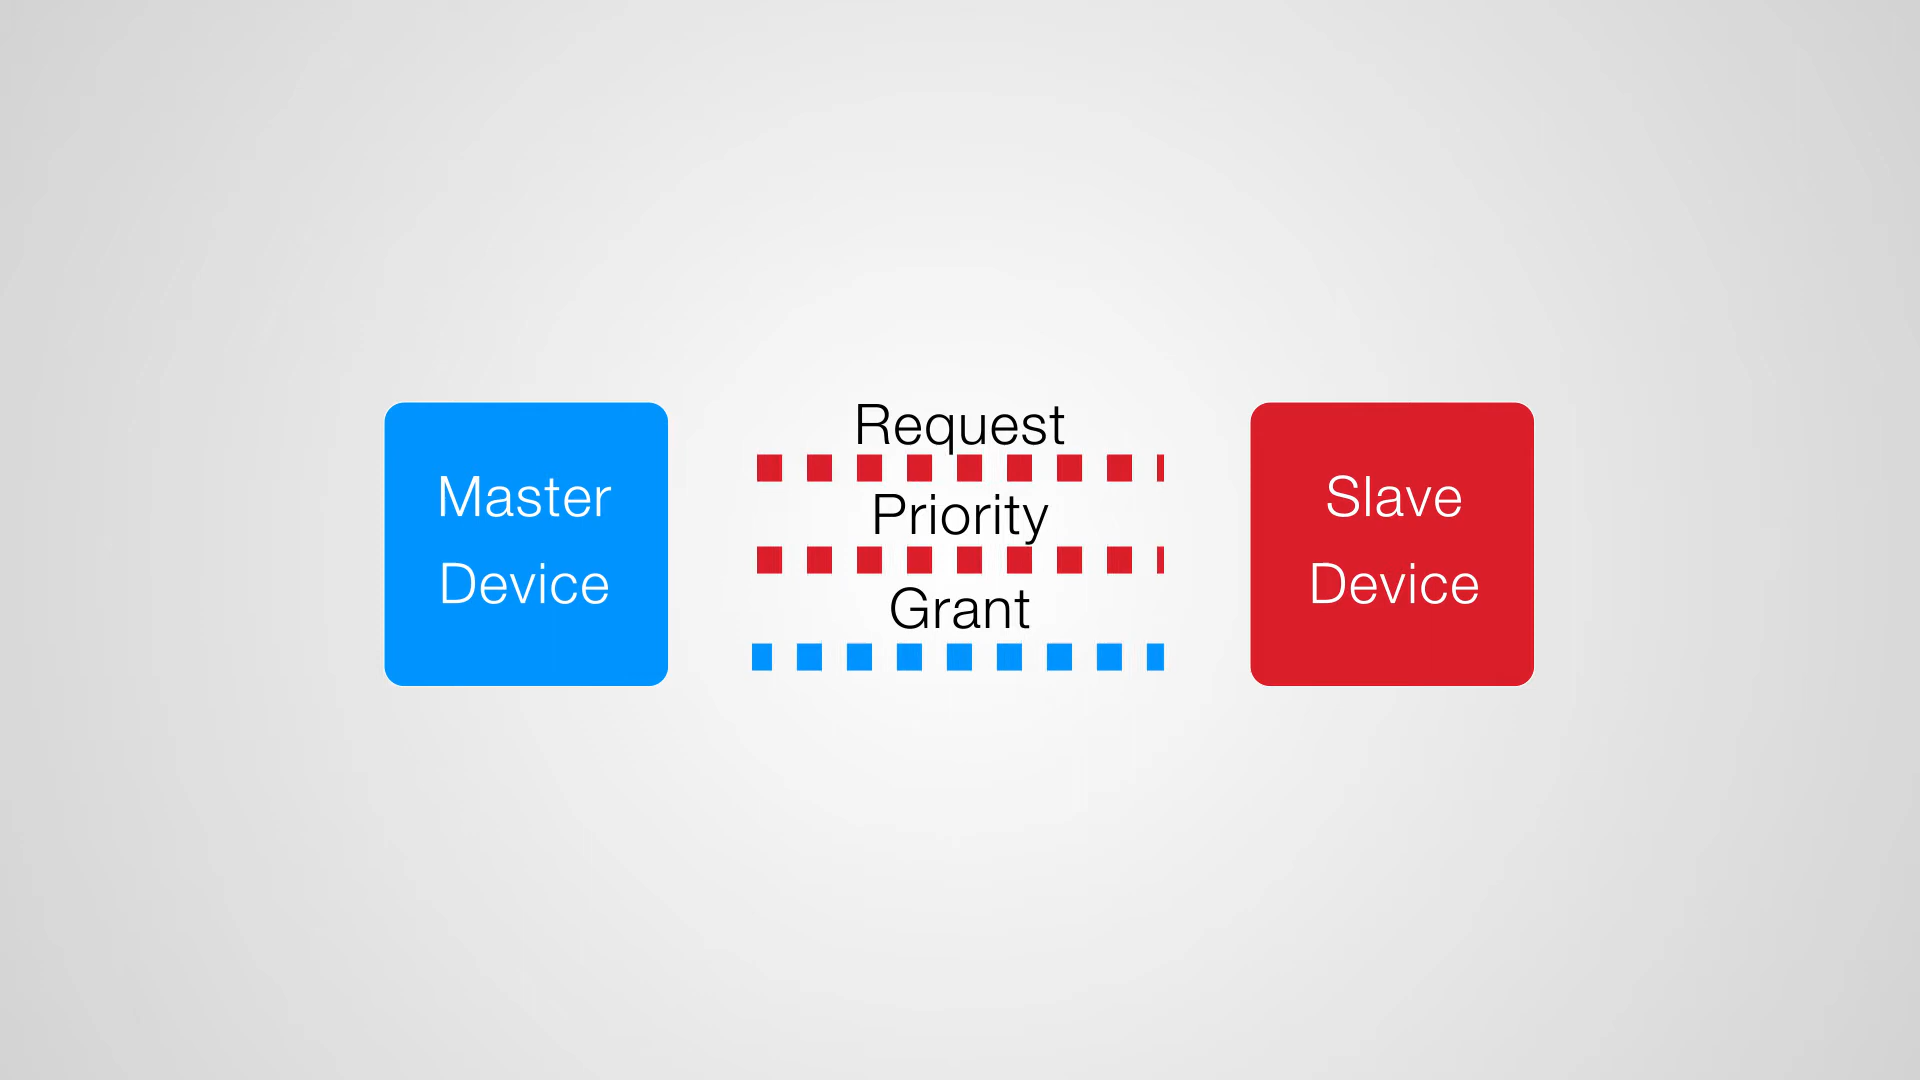 Master
Device
Request
Priority
Grant
Slave
Device